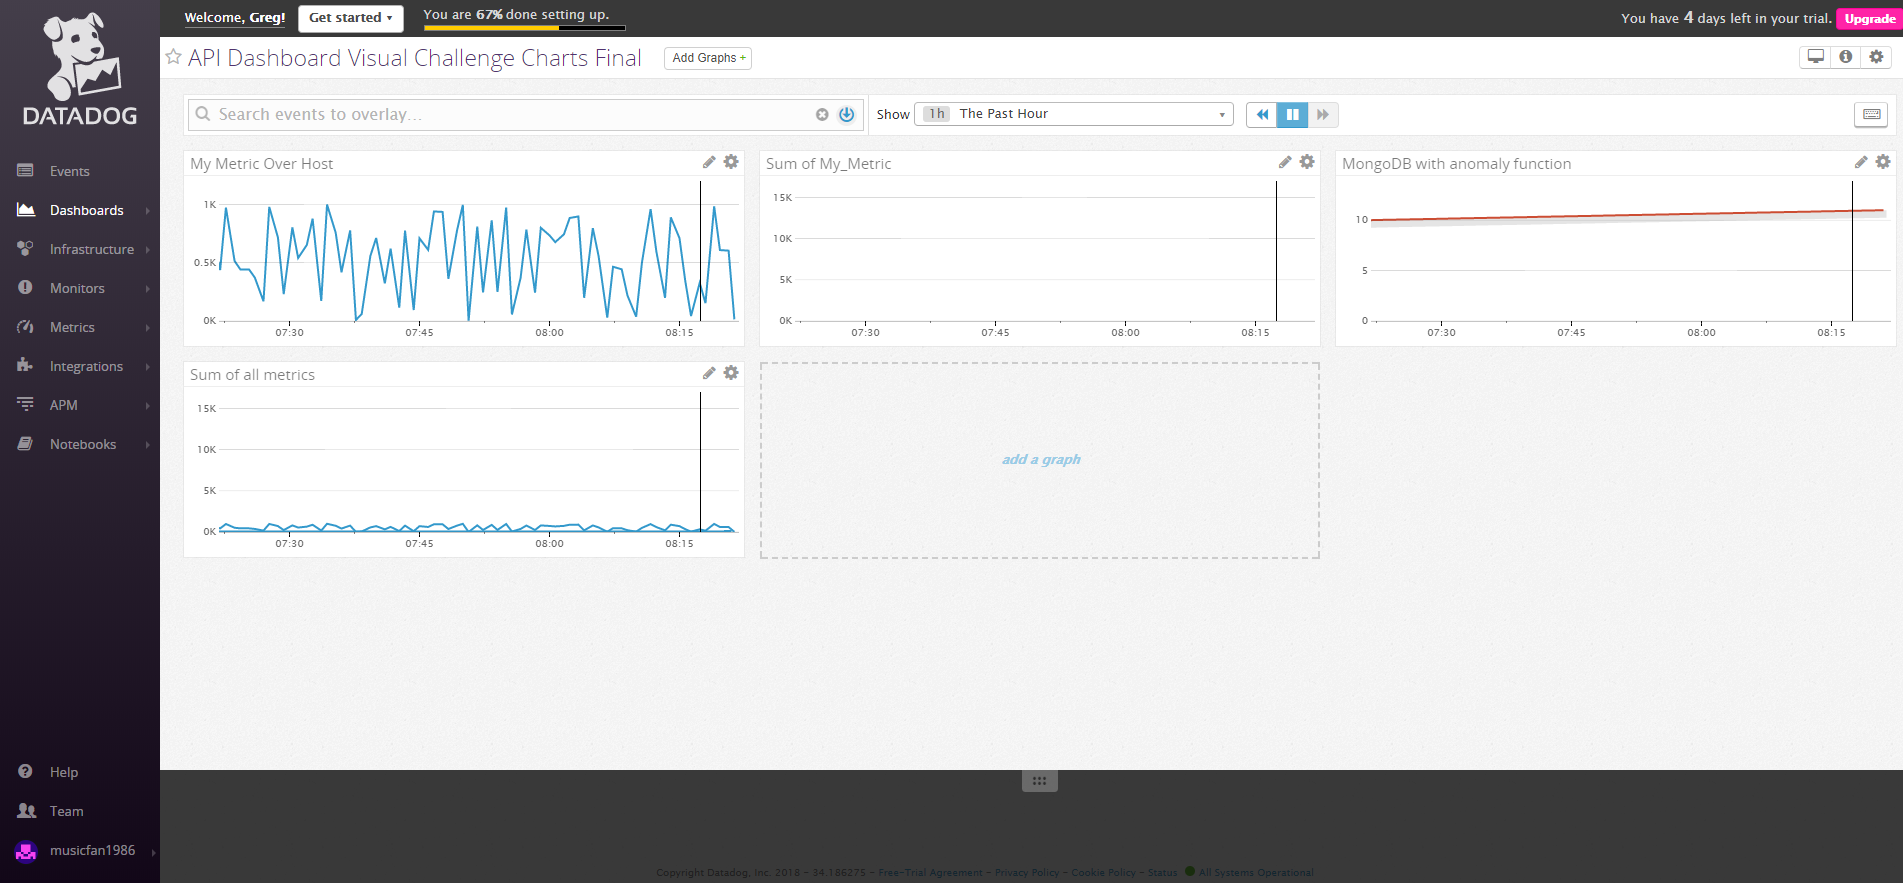 DATADOG
Events
Dashboards
Infrastructure
Monitors
Metrics
Integrations
APM
Notebooks
Help
Team
musicfan1986
Welcome, Greg!
Get started
You are 67% done setting up.
You have 4 days left in your trial.
Upgrade
API Dashboard Visual Challenge Charts Final
Add Graphs +
Search events to overlay...
Show
1h The Past Hour
My Metric Over Host
1K
0.5K
0K
07:30 07:45 08:00 08:15
Sum of My_Metric
15K
10K
5K
0K
07:30 07:45 08:00 08:15
MongoDB with anomaly function
10
5
0
07:30 07:45 08:00 08:15
Sum of all metrics
15K
10K
5K
0K
07:30 07:45 08:00 08:15
add a graph
Copyright Datadog, Inc. 2018 - 34.186275 - Free-Trial Agreement - Privacy Policy - Cookie Policy - Status All Systems Operational